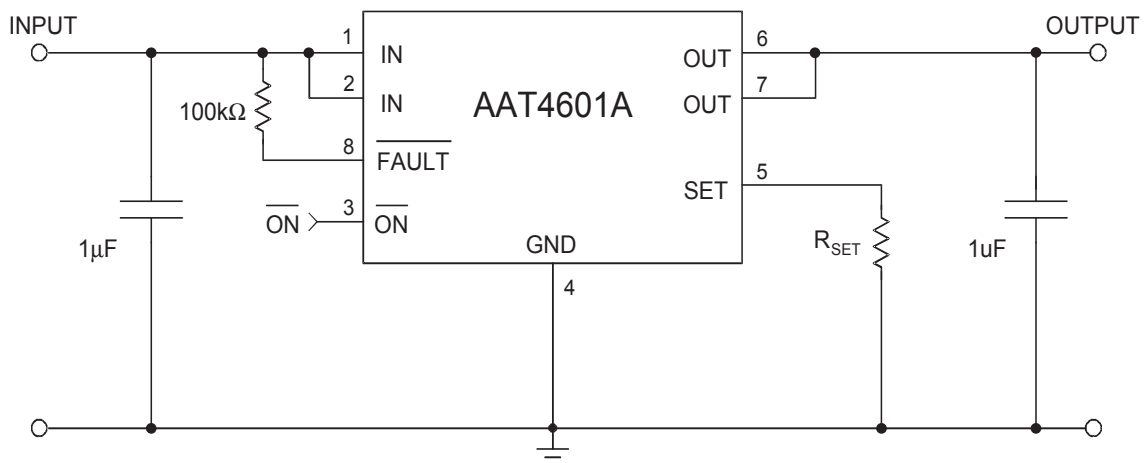 INPUT
OUTPUT
1
IN
OUT
6
2
IN
OUT
7
AAT4601A
100kΩ
8
FAULT
SET
5
ON
3
ON
GND
4
1μF
R_SET
1uF